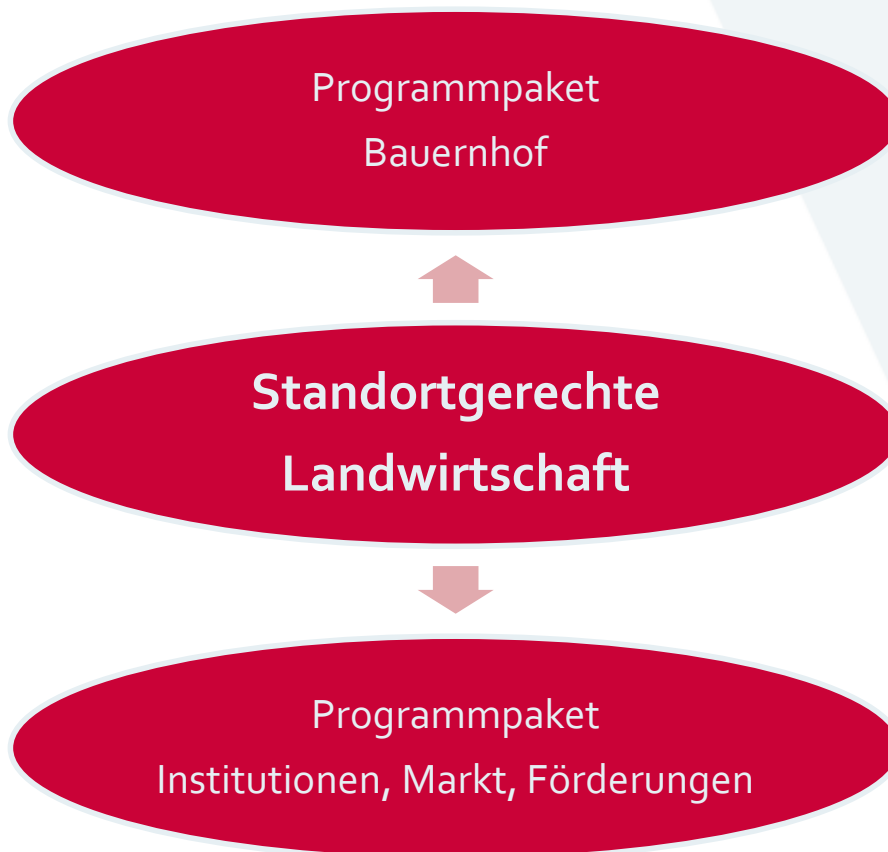 Programmpaket
Bauernhof
Standortgerechte
Landwirtschaft
Programmpaket
Institutionen, Markt, Förderungen